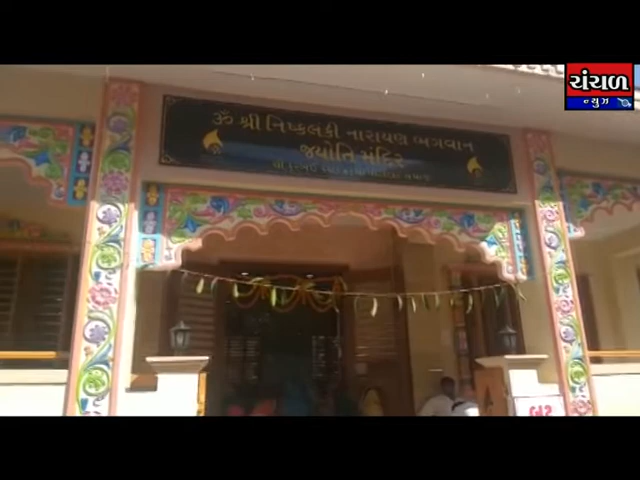 ચંચળ
ન્યુઝ
ૐ શ્રી નિષ્કલંકી નારાયણ ભગવાન
જ્યોતિ મંદિર
બુટ